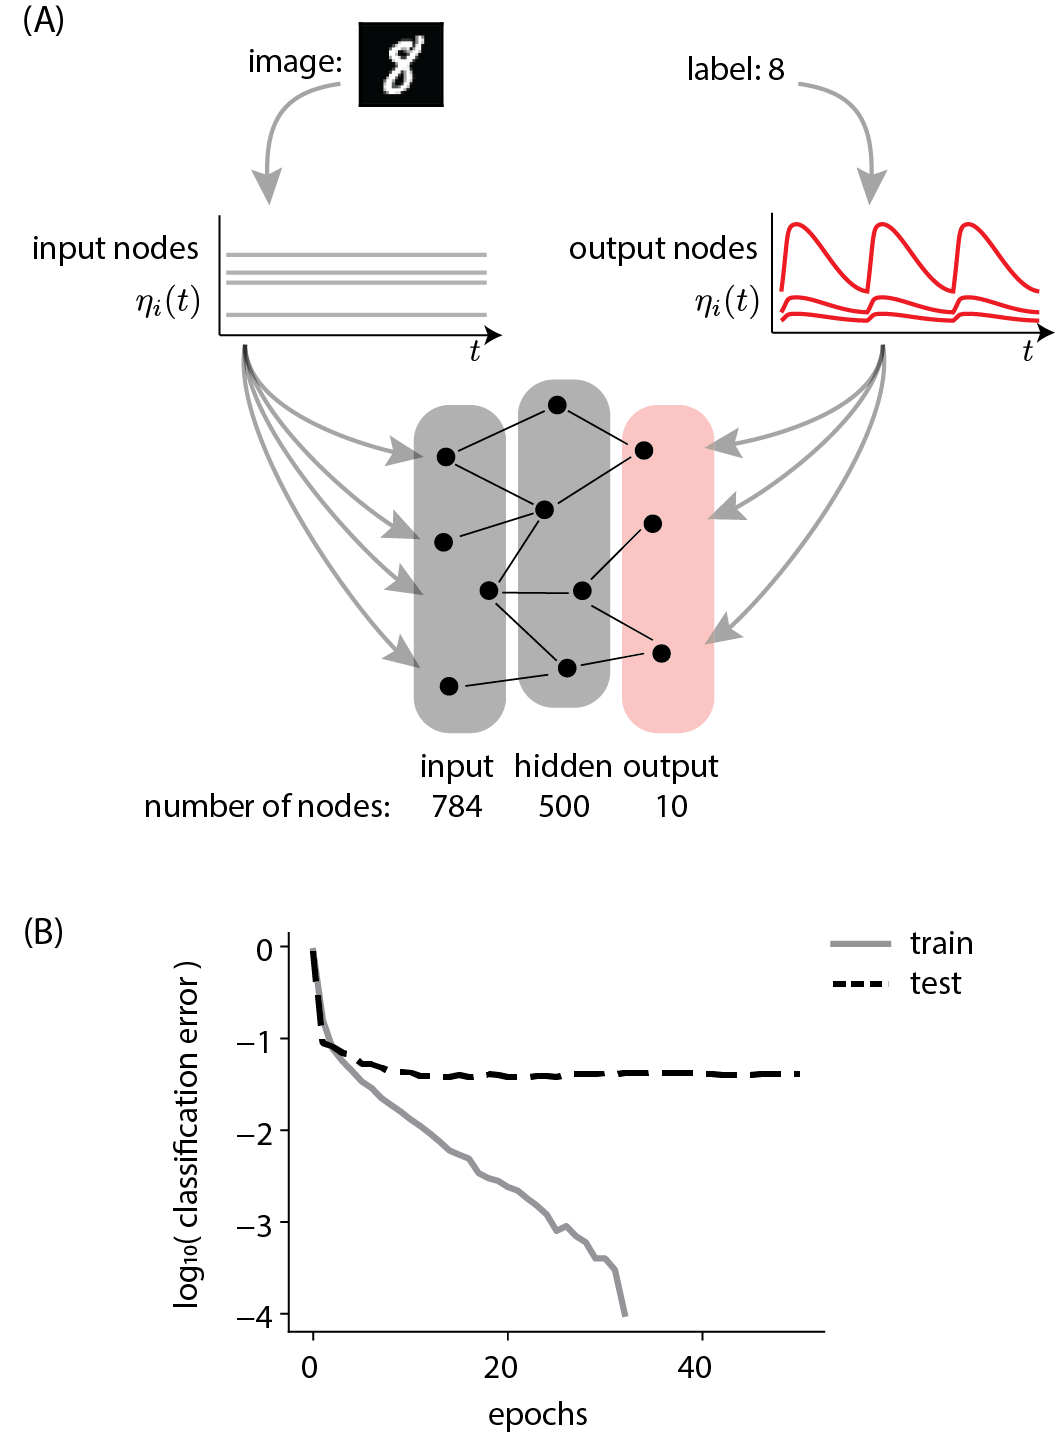 (A)
image:
label: 8
input nodes
ηᵢ(t)
t
output nodes
ηᵢ(t)
t
input hidden output
number of nodes: 784 500 10
(B)
train
test
log₁₀( classification error )
0
−1
−2
−3
−4
0 20 40
epochs